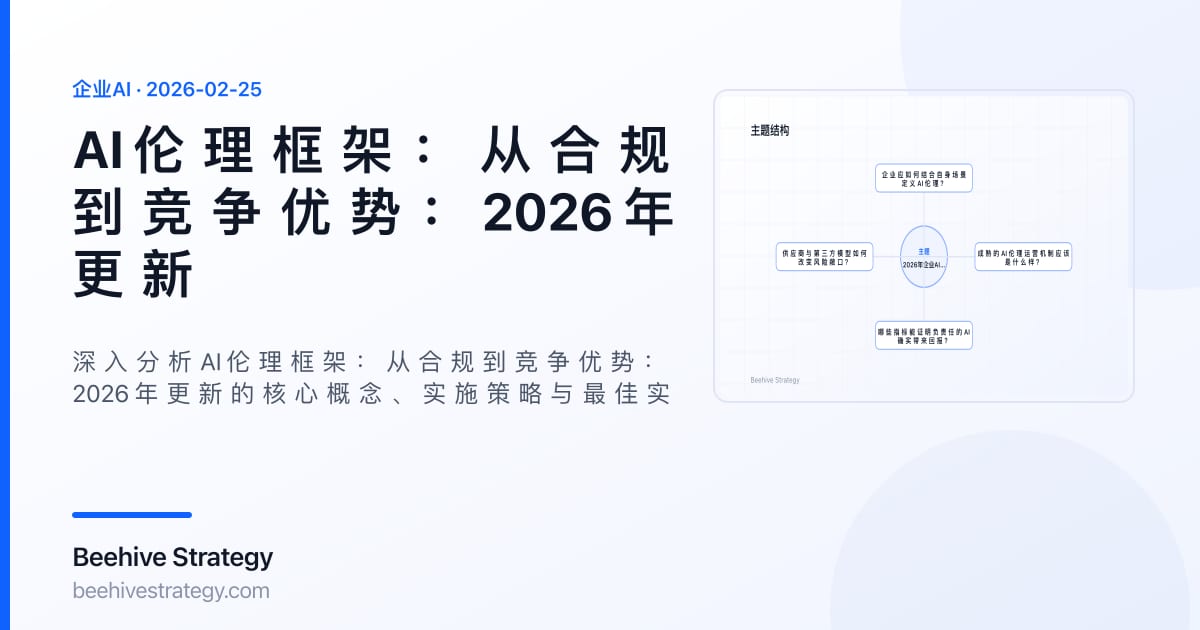 企业AI · 2026-02-25
AI伦理框架：从合规
到竞争优势：2026年
更新
深入分析AI伦理框架：从合规到竞争优势：
2026年更新的核心概念、实施策略与最佳实
Beehive Strategy
beehivestrategy.com
主题结构
企业应如何结合自身场景
定义AI伦理？
供应商与第三方模型如何
改变风险敞口？
主题
2026年企业AI...
成熟的AI伦理运营机制应该
是什么样？
哪些指标能证明负责任的AI
确实带来回报？
Beehive Strategy